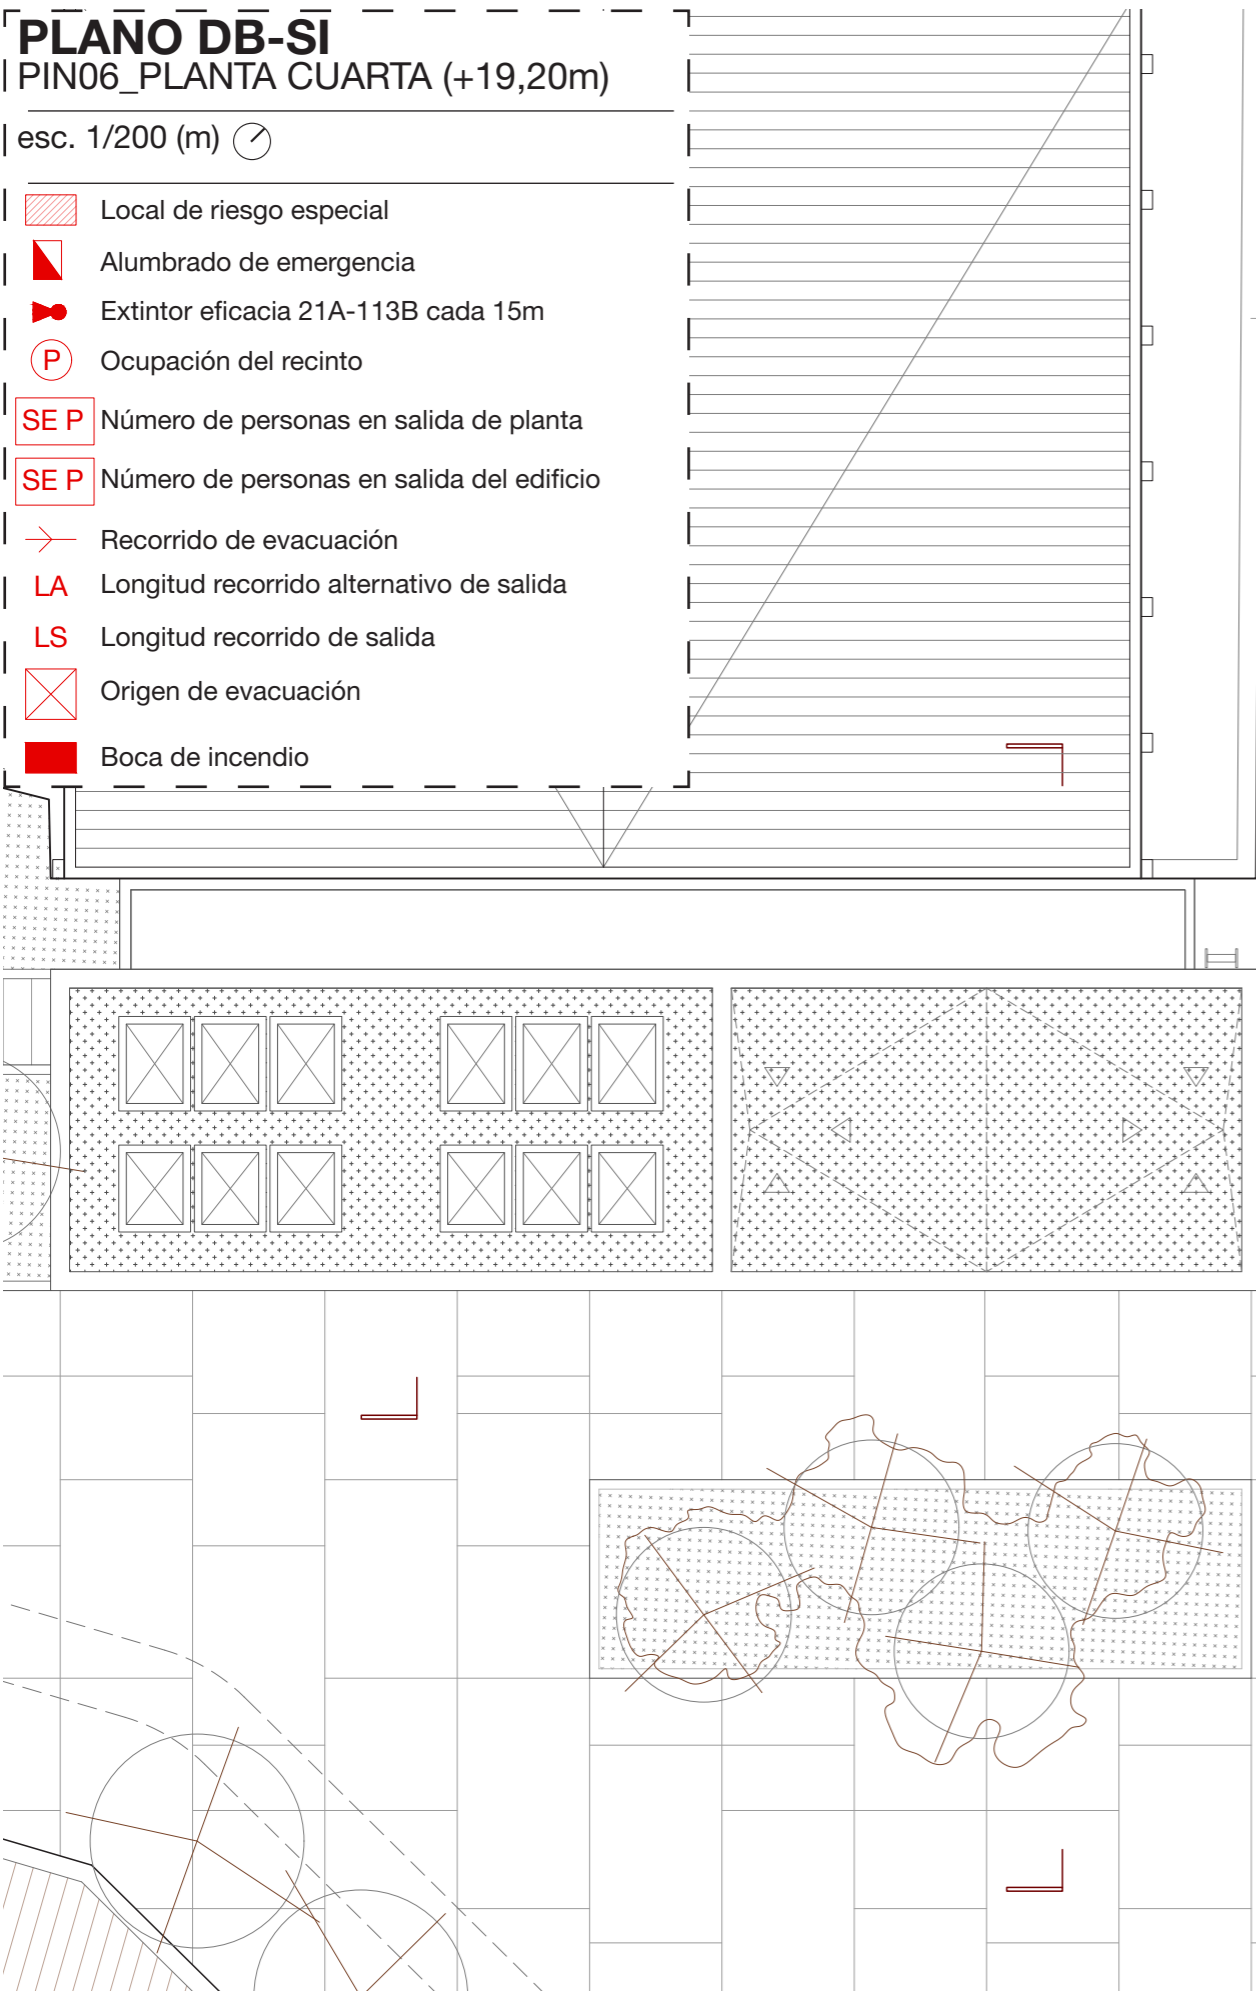 PLANO DB-SI
PIN06_PLANTA CUARTA (+19,20m)
esc. 1/200 (m)
Local de riesgo especial
Alumbrado de emergencia
Extintor eficacia 21A-113B cada 15m
P Ocupación del recinto
SE P Número de personas en salida de planta
SE P Número de personas en salida del edificio
Recorrido de evacuación
LA Longitud recorrido alternativo de salida
LS Longitud recorrido de salida
Origen de evacuación
Boca de incendio